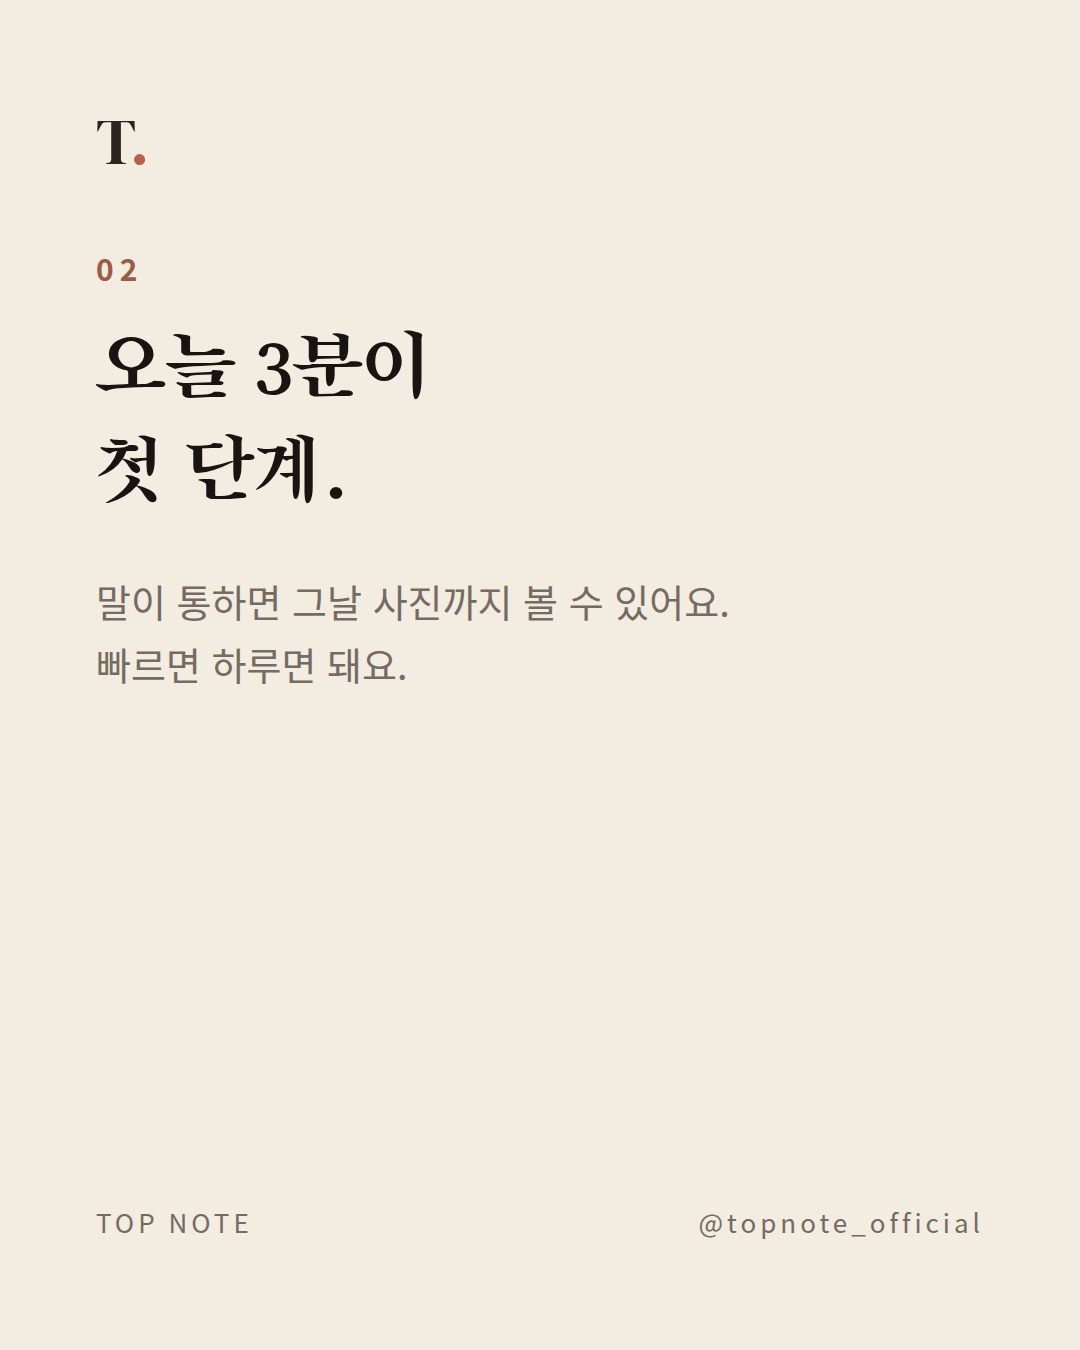 T.
02
오늘 3분이
첫 단계.
말이 통하면 그날 사진까지 볼 수 있어요.
빠르면 하루면 돼요.
TOP NOTE
@topnote_official